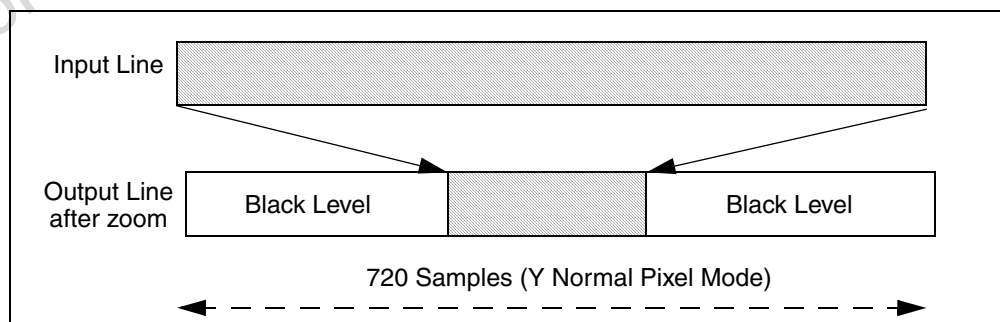 Input Line
Output Line
after zoom
Black Level
Black Level
720 Samples (Y Normal Pixel Mode)